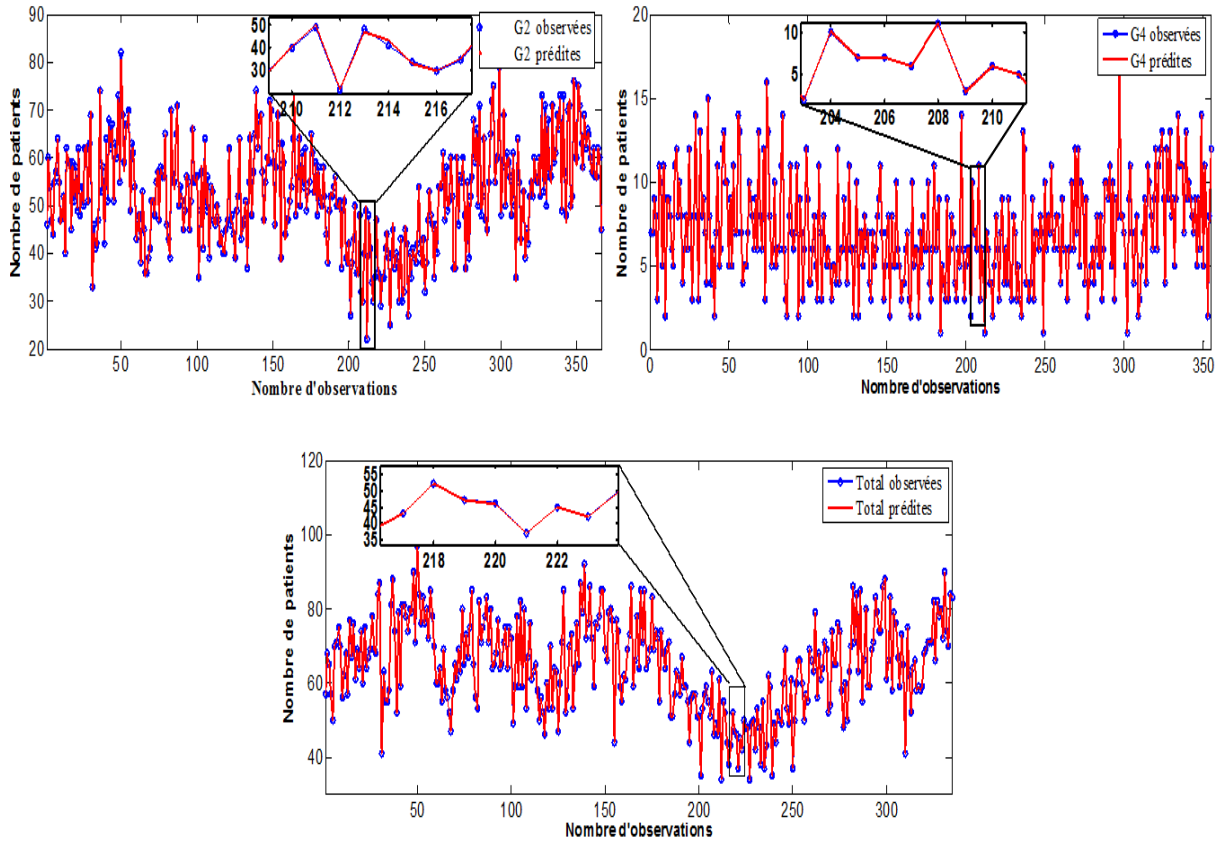 90
80
70
60
50
40
30
20
Nombre de patients
50
40
30
210 212 214 216
G2 observées
G2 prédites
50 100 150 200 250 300 350
Nombre d'observations
20
15
10
5
0
Nombre de patients
10
5
204 206 208 210
G4 observées
G4 prédites
0 50 100 150 200 250 300 350
Nombre d'observations
120
100
80
60
40
Nombre de patients
55
50
45
40
35
218 220 222
Total observées
Total prédites
50 100 150 200 250 300
Nombre d'observations